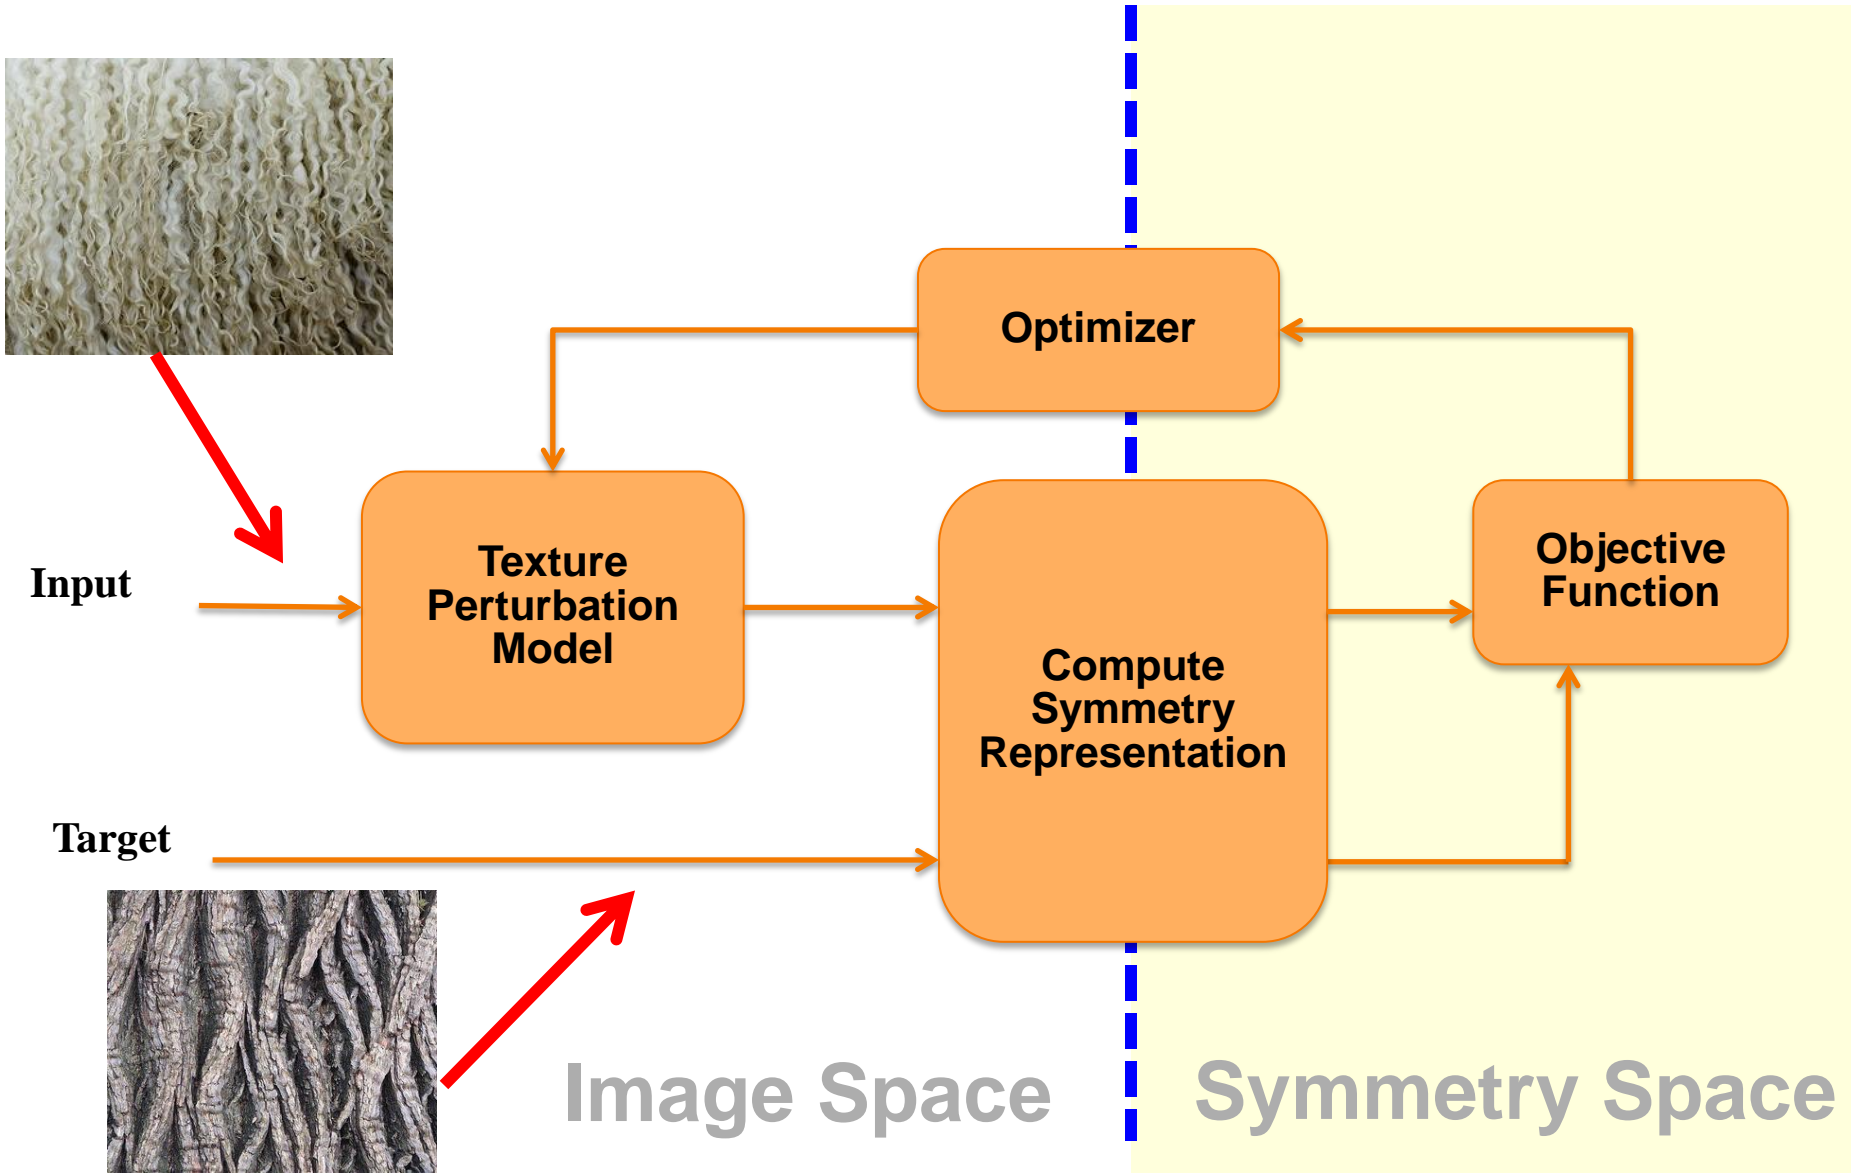 Optimizer
Input
Texture
Perturbation
Model
Objective
Function
Compute
Symmetry
Representation
Target
Image Space
Symmetry Space